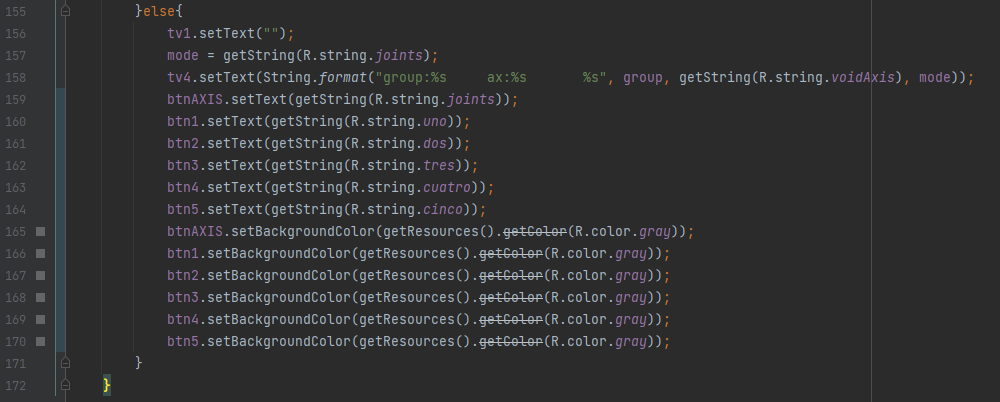 155 }else{
156 tv1.setText("");
157 mode = getString(R.string.joints);
158 tv4.setText(String.format("group:%s     ax:%s       %s", group, getString(R.string.voidAxis), mode));
159 btnAXIS.setText(getString(R.string.joints));
160 btn1.setText(getString(R.string.uno));
161 btn2.setText(getString(R.string.dos));
162 btn3.setText(getString(R.string.tres));
163 btn4.setText(getString(R.string.cuatro));
164 btn5.setText(getString(R.string.cinco));
165 btnAXIS.setBackgroundColor(getResources().getColor(R.color.gray));
166 btn1.setBackgroundColor(getResources().getColor(R.color.gray));
167 btn2.setBackgroundColor(getResources().getColor(R.color.gray));
168 btn3.setBackgroundColor(getResources().getColor(R.color.gray));
169 btn4.setBackgroundColor(getResources().getColor(R.color.gray));
170 btn5.setBackgroundColor(getResources().getColor(R.color.gray));
171 }
172 }